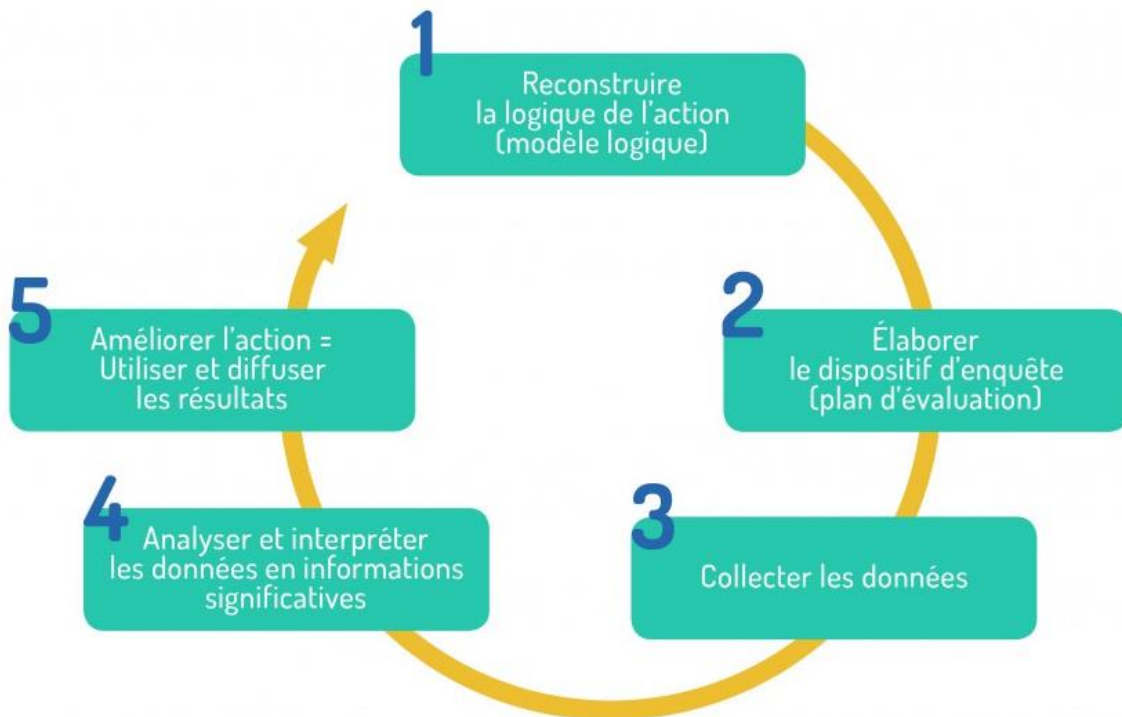 1
Reconstruire
la logique de l’action
(modèle logique)
2
Élaborer
le dispositif d’enquête
(plan d’évaluation)
3
Collecter les données
4
Analyser et interpréter
les données en informations
significatives
5
Améliorer l’action =
Utiliser et diffuser
les résultats